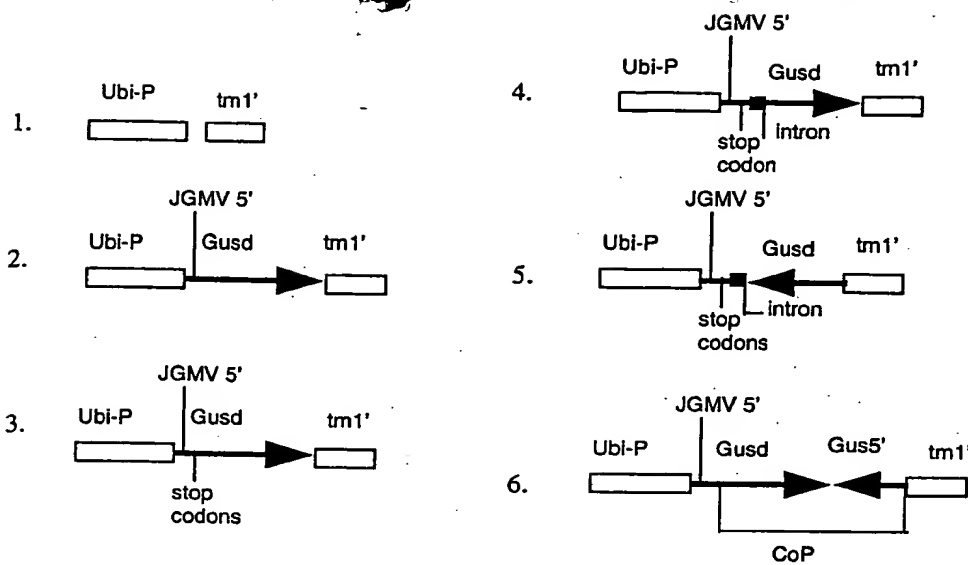 1.
Ubi-P tm1'
2.
JGMV 5'
Ubi-P Gusd tm1'
3.
JGMV 5'
Ubi-P Gusd tm1'
stop
codons
4.
JGMV 5'
Ubi-P Gusd tm1'
stop
codon
intron
5.
JGMV 5'
Ubi-P Gusd tm1'
stop
codons
intron
6.
JGMV 5'
Ubi-P Gusd Gus5' tm1'
CoP